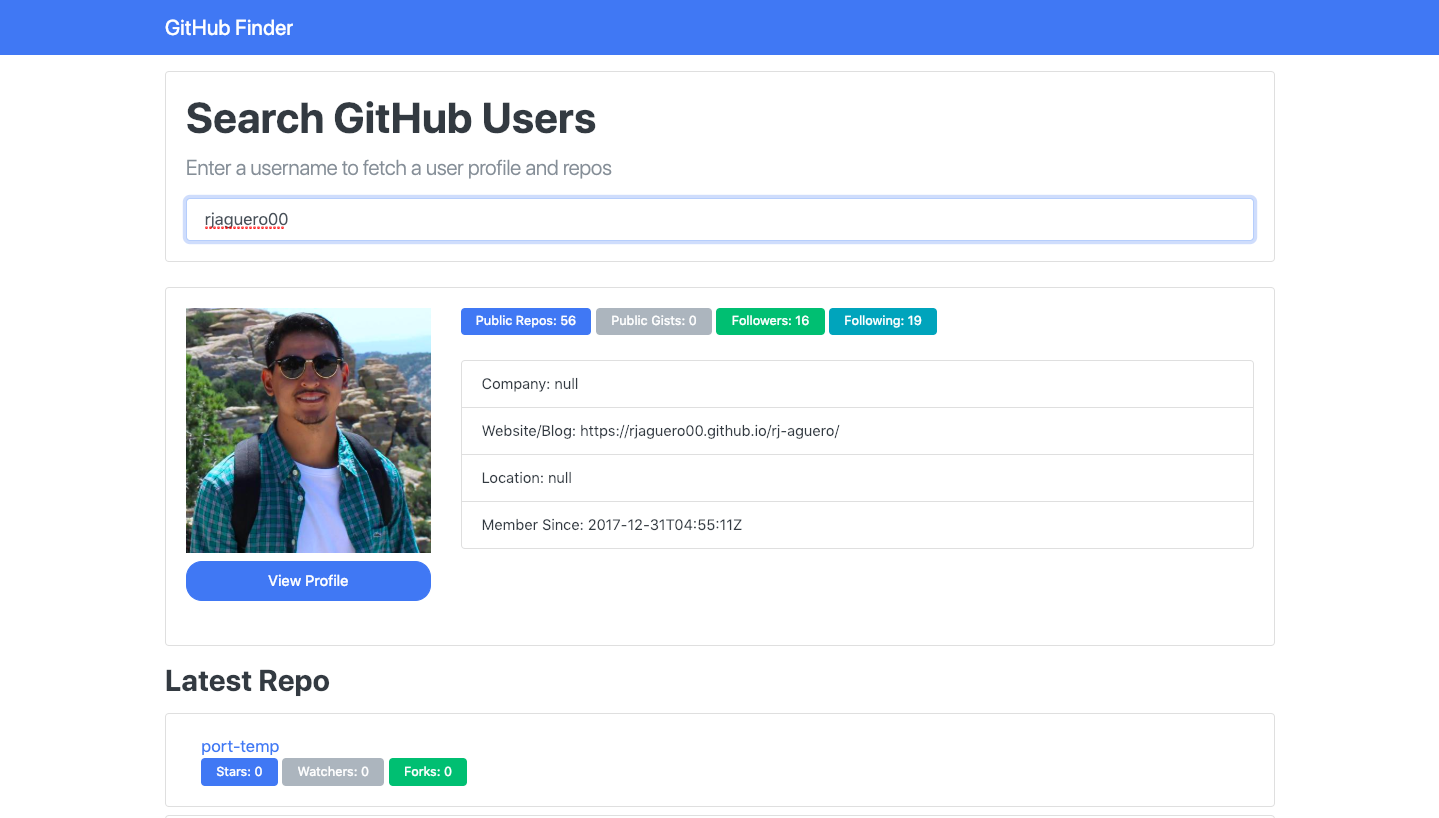 GitHub Finder
Search GitHub Users
Enter a username to fetch a user profile and repos
rjaguero00
Public Repos: 56 Public Gists: 0 Followers: 16 Following: 19
Company: null
Website/Blog: https://rjaguero00.github.io/rj-aguero/
Location: null
Member Since: 2017-12-31T04:55:11Z
View Profile
Latest Repo
port-temp
Stars: 0 Watchers: 0 Forks: 0